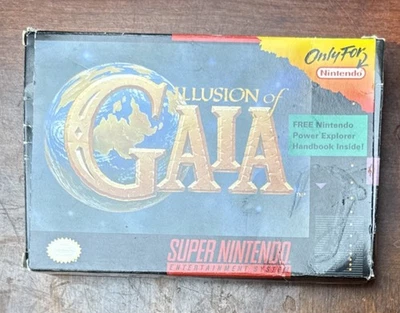 Only For
Nintendo
ILLUSION of
GAIA
FREE Nintendo
Power Explorer
Handbook Inside!
SUPER NINTENDO
ENTERTAINMENT SYSTEM